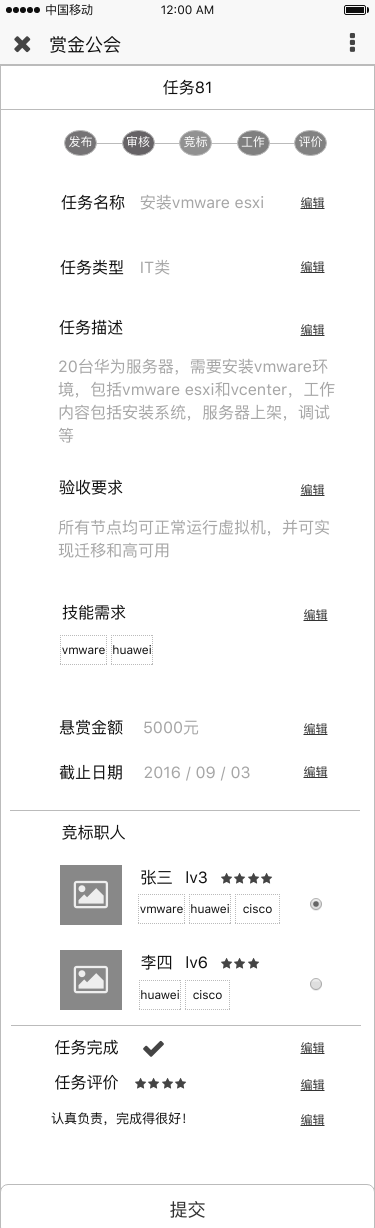 中国移动 12:00 AM
赏金公会
任务81
发布 审核 竞标 工作 评价
任务名称 安装vmware esxi 编辑
任务类型 IT类 编辑
任务描述 编辑
20台华为服务器，需要安装vmware环
境，包括vmware esxi和vcenter，工作
内容包括安装系统，服务器上架，调试
等
验收要求 编辑
所有节点均可正常运行虚拟机，并可实
现迁移和高可用
技能需求 编辑
vmware huawei
悬赏金额 5000元 编辑
截止日期 2016 / 09 / 03 编辑
竞标职人
张三 lv3
vmware huawei cisco
李四 lv6
huawei cisco
任务完成 编辑
任务评价 编辑
认真负责，完成得很好！ 编辑
提交